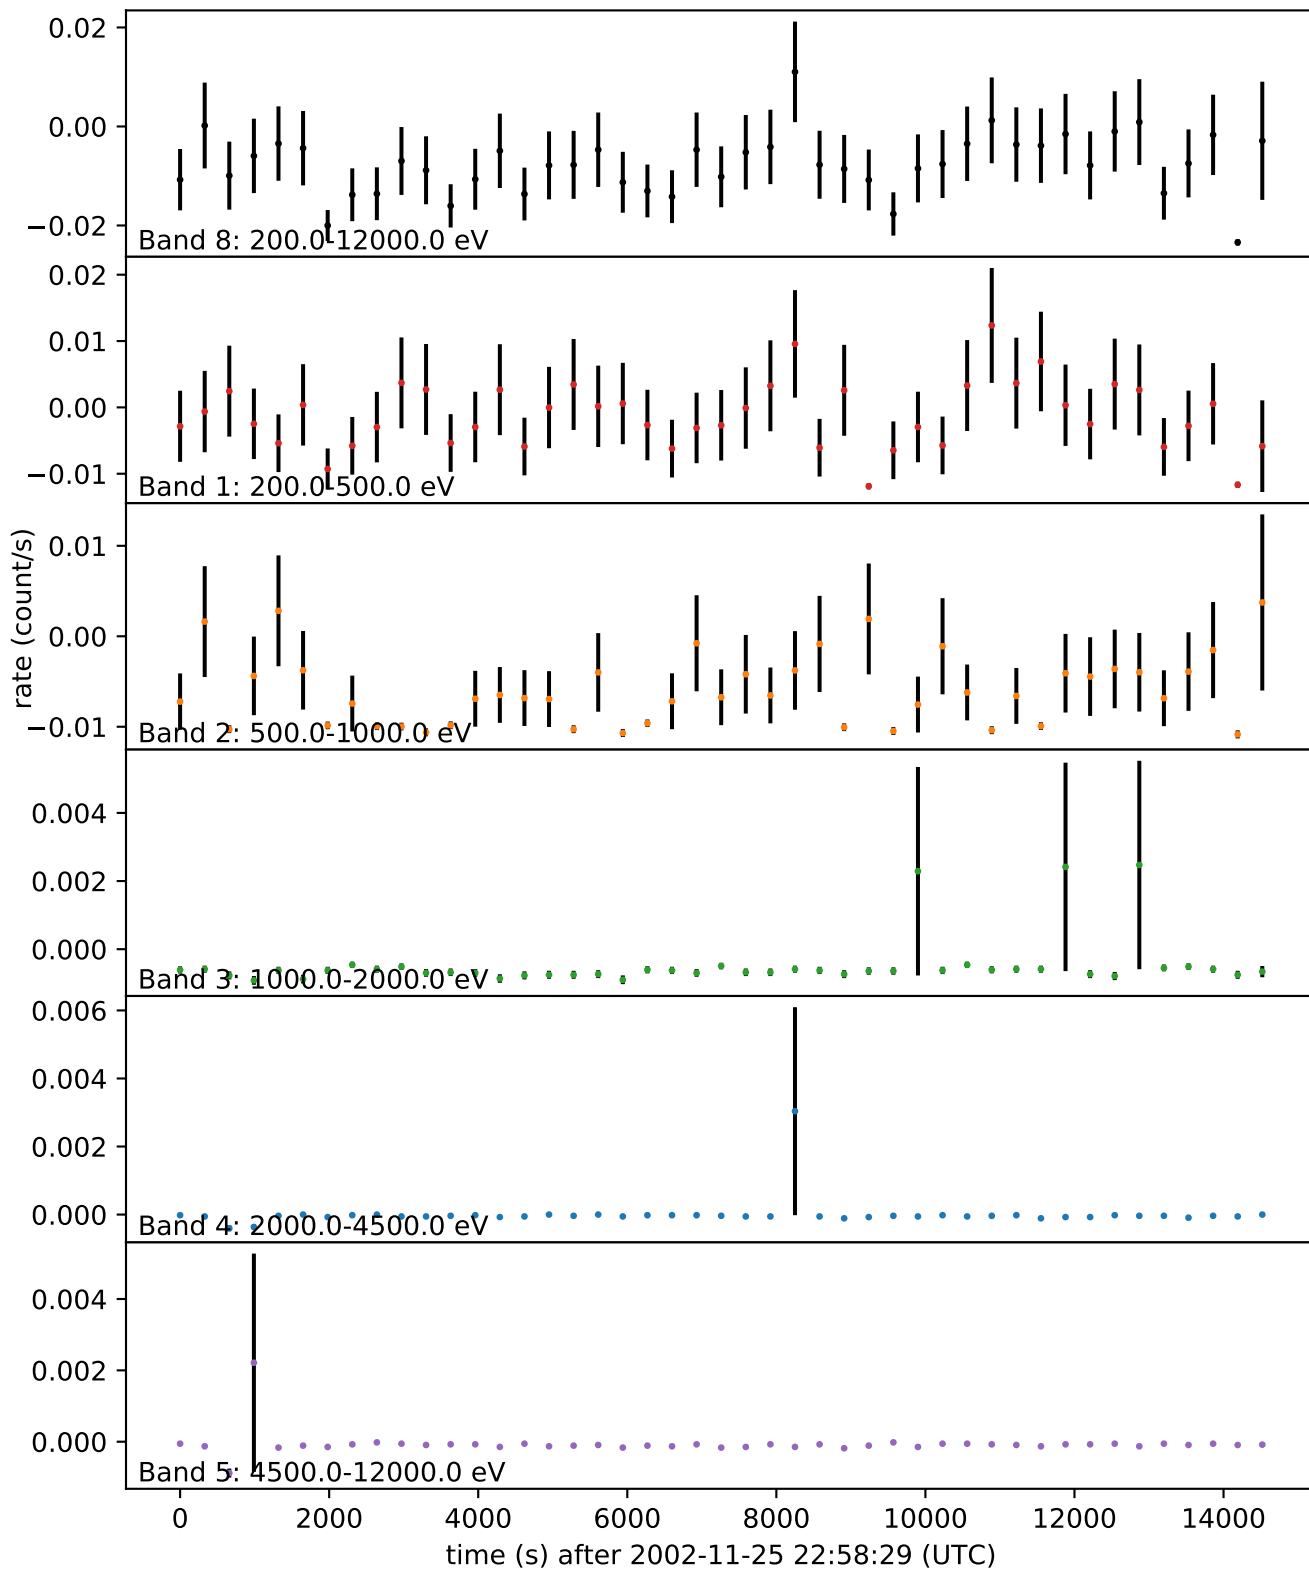 0.02
0.00
−0.02
Band 8: 200.0-12000.0 eV
0.02
0.01
0.00
−0.01
Band 1: 200.0-500.0 eV
0.01
0.00
−0.01
Band 2: 500.0-1000.0 eV
rate (count/s)
0.004
0.002
0.000
Band 3: 1000.0-2000.0 eV
0.006
0.004
0.002
0.000
Band 4: 2000.0-4500.0 eV
0.004
0.002
0.000
Band 5: 4500.0-12000.0 eV
0 2000 4000 6000 8000 10000 12000 14000
time (s) after 2002-11-25 22:58:29 (UTC)